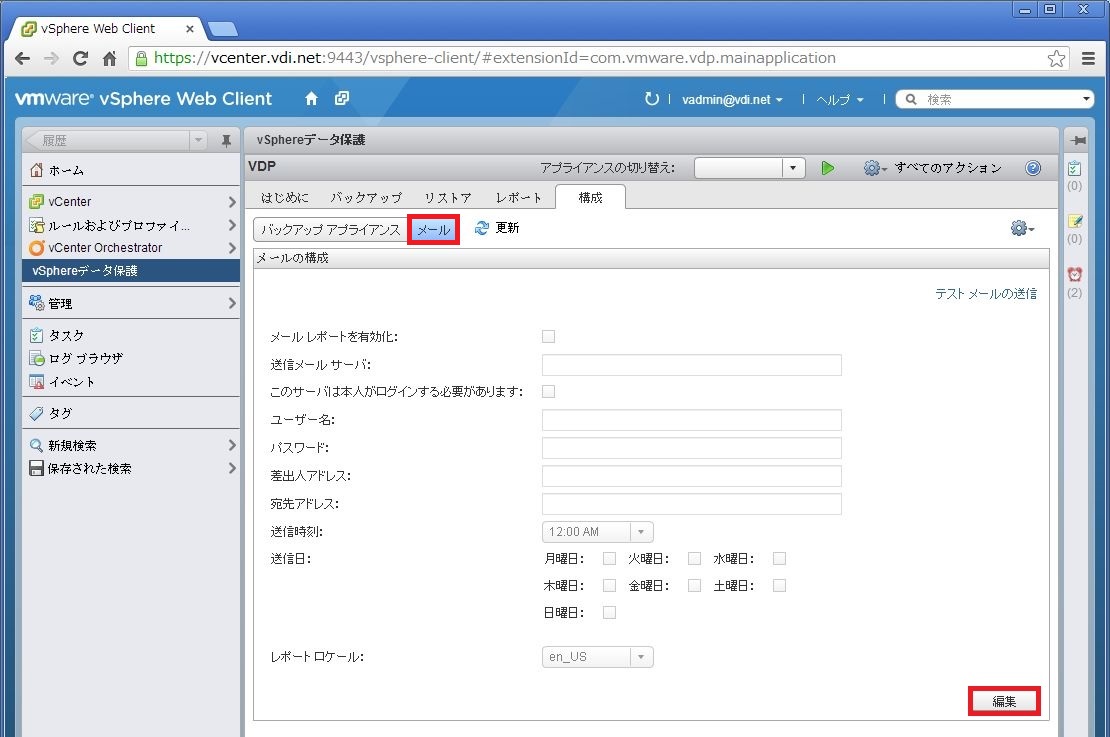 vSphere Web Client
https://vcenter.vdi.net:9443/vsphere-client/#extensionId=com.vmware.vdp.mainapplication
vmware® vSphere Web Client
vadmin@vdi.net
ヘルプ
検索
履歴
vSphereデータ保護
ホーム
vCenter
ルールおよびプロファイ...
vCenter Orchestrator
vSphereデータ保護
管理
タスク
ログ ブラウザ
イベント
タグ
新規検索
保存された検索
VDP
アプライアンスの切り替え:
すべてのアクション
はじめに
バックアップ
リストア
レポート
構成
バックアップ アプライアンス
メール
更新
メールの構成
テスト メールの送信
メール レポートを有効化:
送信メール サーバ:
このサーバは本人がログインする必要があります:
ユーザー名:
パスワード:
差出人アドレス:
宛先アドレス:
送信時刻:
12:00 AM
送信日:
月曜日: 火曜日: 水曜日:
木曜日: 金曜日: 土曜日:
日曜日:
レポート ロケール:
en_US
編集
(0)
(0)
(2)